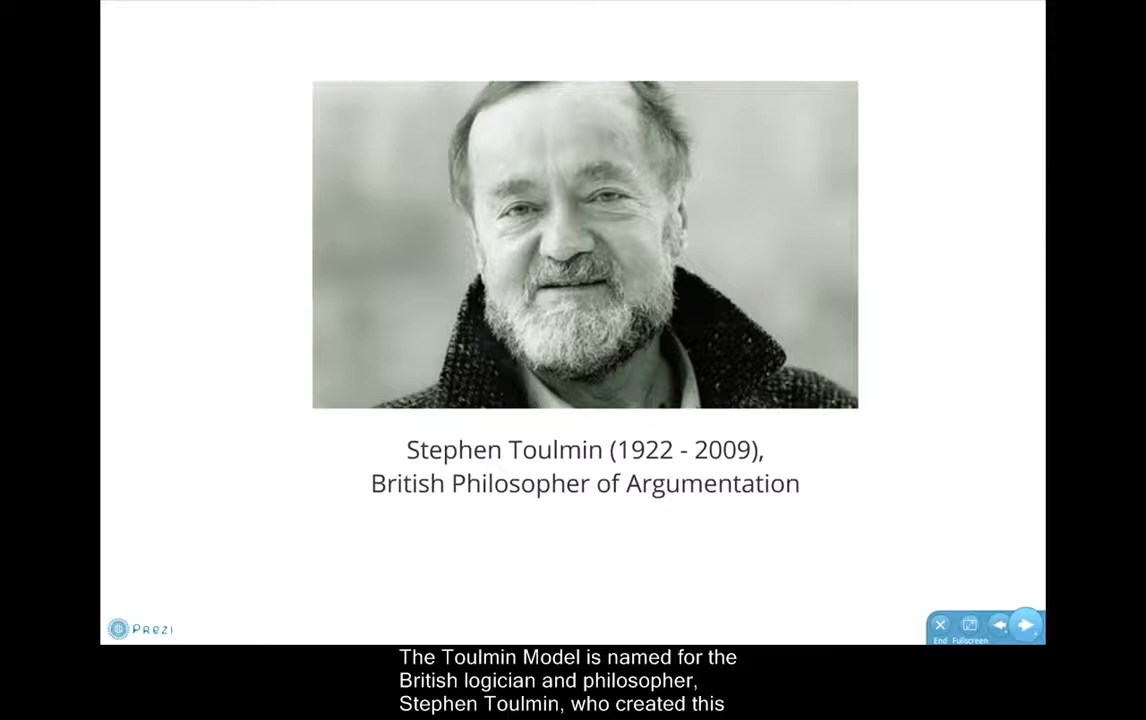 Stephen Toulmin (1922 - 2009),
British Philosopher of Argumentation
Prezi
End Fullscreen
The Toulmin Model is named for the
British logician and philosopher,
Stephen Toulmin, who created this